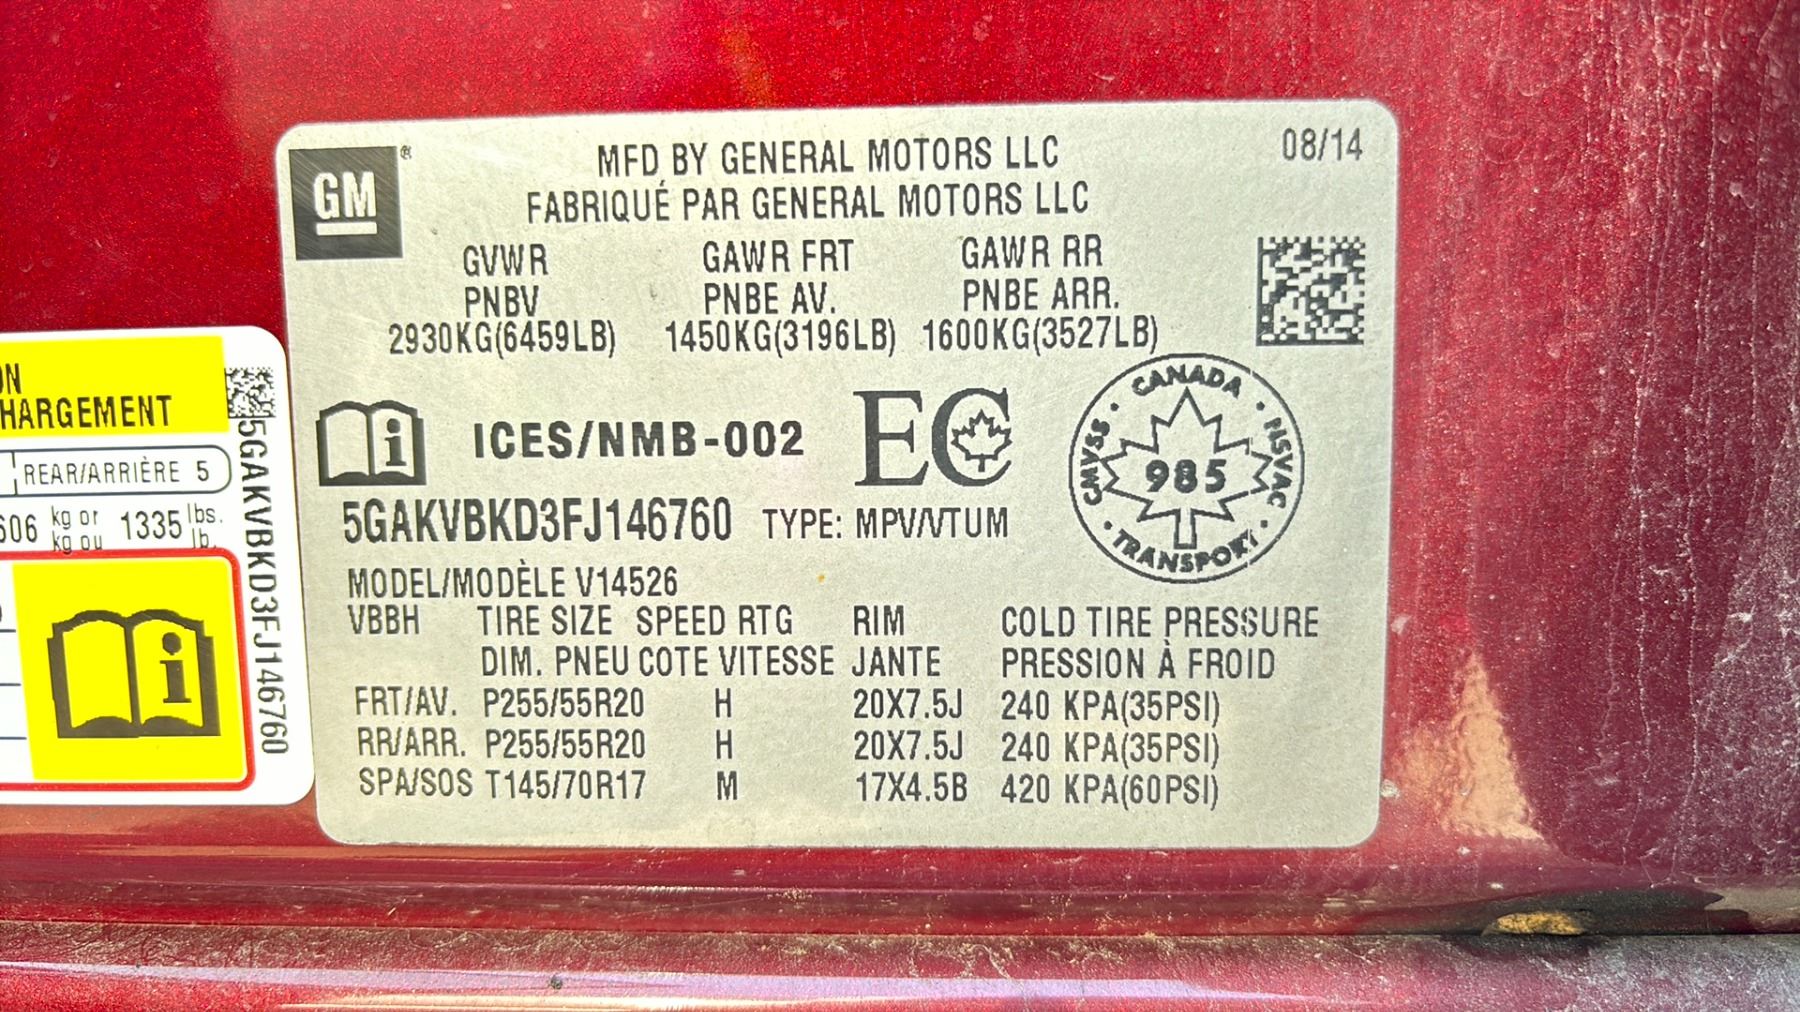 GM
®
MFD BY GENERAL MOTORS LLC
08/14
FABRIQUÉ PAR GENERAL MOTORS LLC
GVWR GAWR FRT GAWR RR
PNBV PNBE AV. PNBE ARR.
2930KG(6459LB) 1450KG(3196LB) 1600KG(3527LB)
ICES/NMB-002
EC
CANADA · NSVAC · TRANSPORT · CMVSS ·
985
5GAKVBKD3FJ146760 TYPE: MPV/VTUM
MODEL/MODÈLE V14526
VBBH TIRE SIZE SPEED RTG RIM COLD TIRE PRESSURE
DIM. PNEU COTE VITESSE JANTE PRESSION À FROID
FRT/AV. P255/55R20 H 20X7.5J 240 KPA(35PSI)
RR/ARR. P255/55R20 H 20X7.5J 240 KPA(35PSI)
SPA/SOS T145/70R17 M 17X4.5B 420 KPA(60PSI)
HARGEMENT
REAR/ARRIÈRE 5
606 kg or 1335 lbs.
kg ou lb.
5GAKVBKD3FJ146760